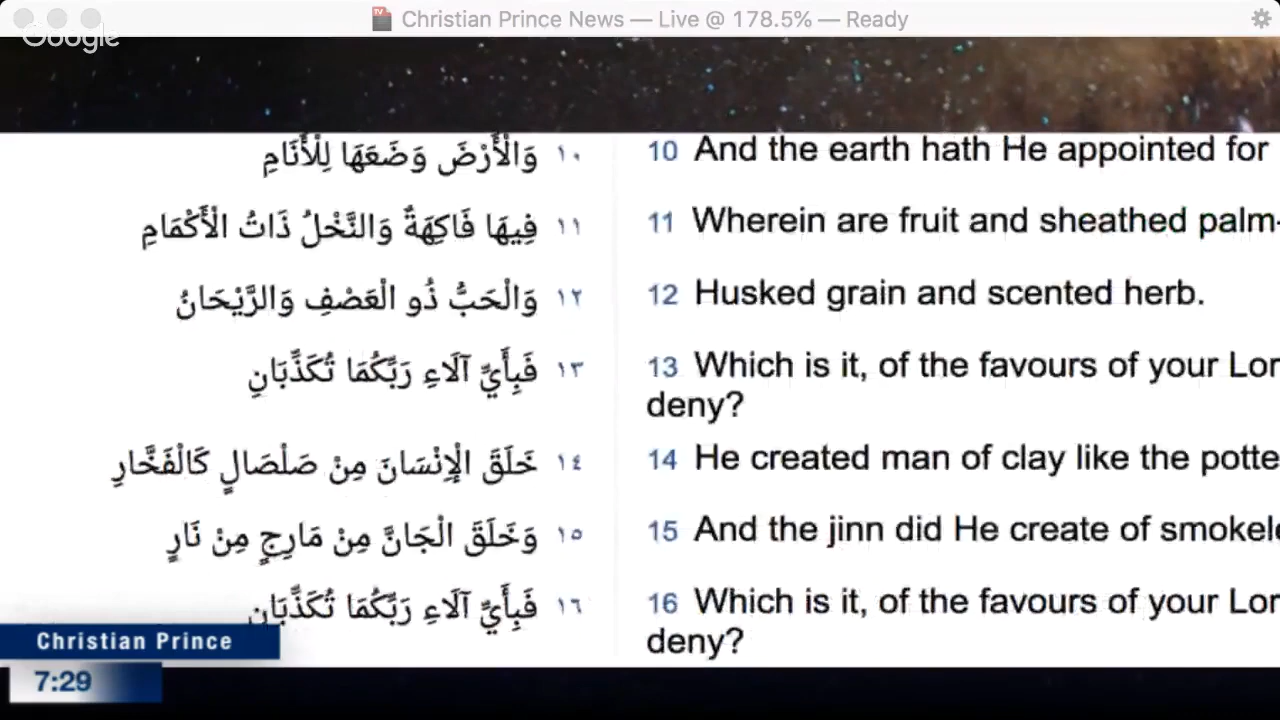 Christian Prince News — Live @ 178.5% — Ready
Google
وَالْأَرْضَ وَضَعَهَا لِلْأَنَامِ ١٠
10 And the earth hath He appointed for
فِيهَا فَاكِهَةٌ وَالنَّخْلُ ذَاتُ الْأَكْمَامِ ١١
11 Wherein are fruit and sheathed palm-
وَالْحَبُّ ذُو الْعَصْفِ وَالرَّيْحَانُ ١٢
12 Husked grain and scented herb.
فَبِأَيِّ آلَاءِ رَبِّكُمَا تُكَذِّبَانِ ١٣
13 Which is it, of the favours of your Lor
deny?
خَلَقَ الْإِنْسَانَ مِنْ صَلْصَالٍ كَالْفَخَّارِ ١٤
14 He created man of clay like the potte
وَخَلَقَ الْجَانَّ مِنْ مَارِجٍ مِنْ نَارٍ ١٥
15 And the jinn did He create of smokele
فَبِأَيِّ آلَاءِ رَبِّكُمَا تُكَذِّبَانِ ١٦
16 Which is it, of the favours of your Lor
deny?
Christian Prince
7:29